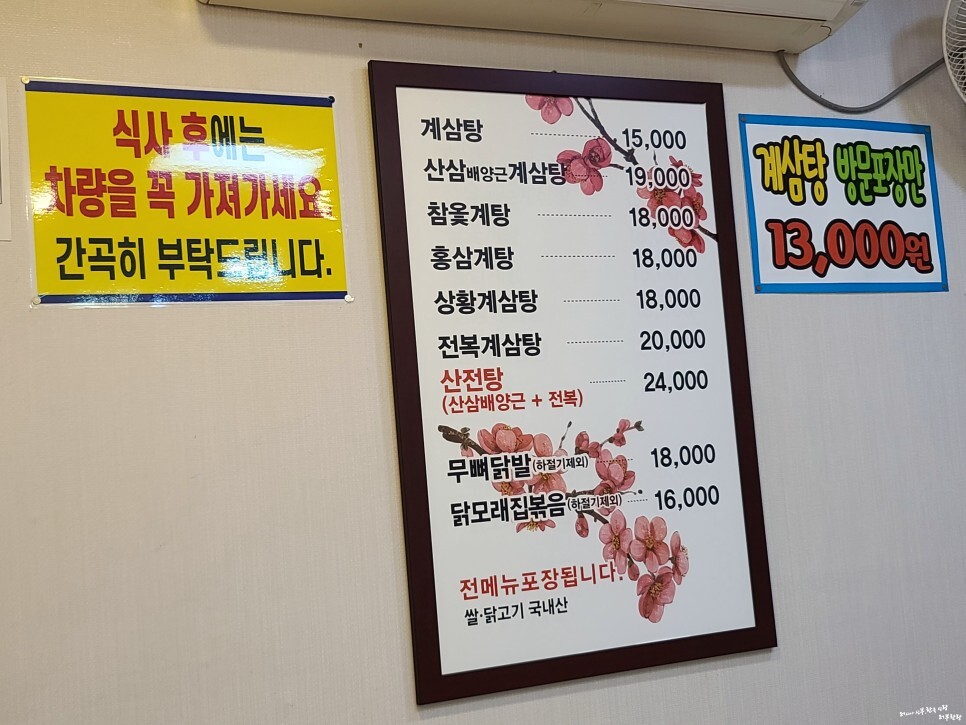 식사 후에는
차량을 꼭 가져가세요.
간곡히 부탁드립니다.
계삼탕 15,000
산삼배양근계삼탕 19,000
참옻계탕 18,000
홍삼계탕 18,000
상황계삼탕 18,000
전복계삼탕 20,000
산전탕 24,000
(산삼배양근 + 전복)
무뼈닭발(하절기제외) 18,000
닭모래집볶음(하절기제외) 16,000
전메뉴포장됩니다.
쌀·닭고기 국내산
계삼탕 방문포장만
13,000원